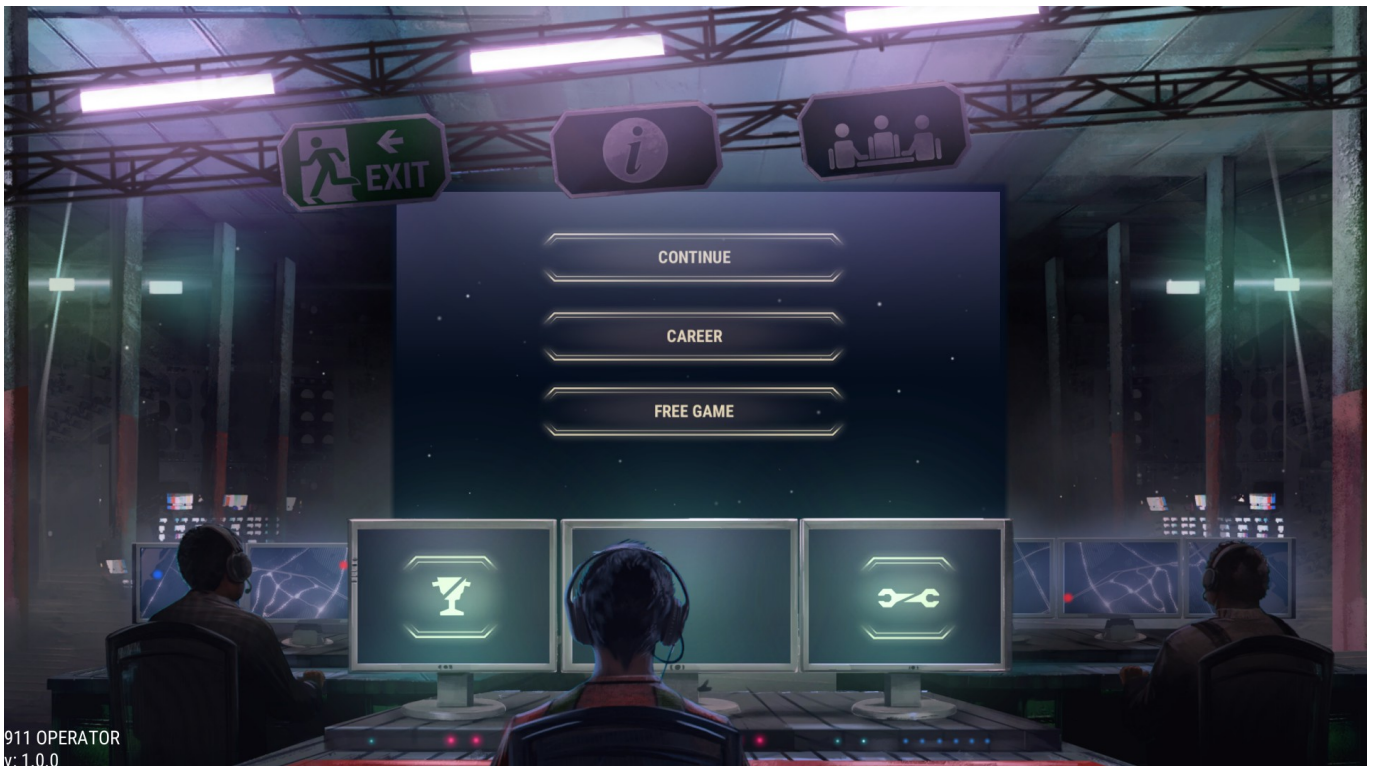 EXIT
i
CONTINUE
CAREER
FREE GAME
911 OPERATOR
v: 1.0.0